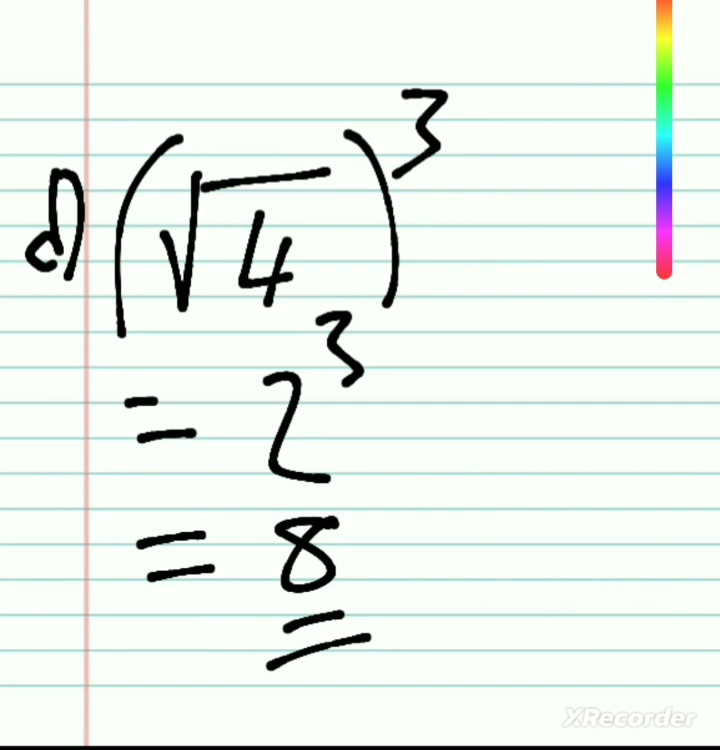 d) (√4)³
= 2³
= 8
XRecorder